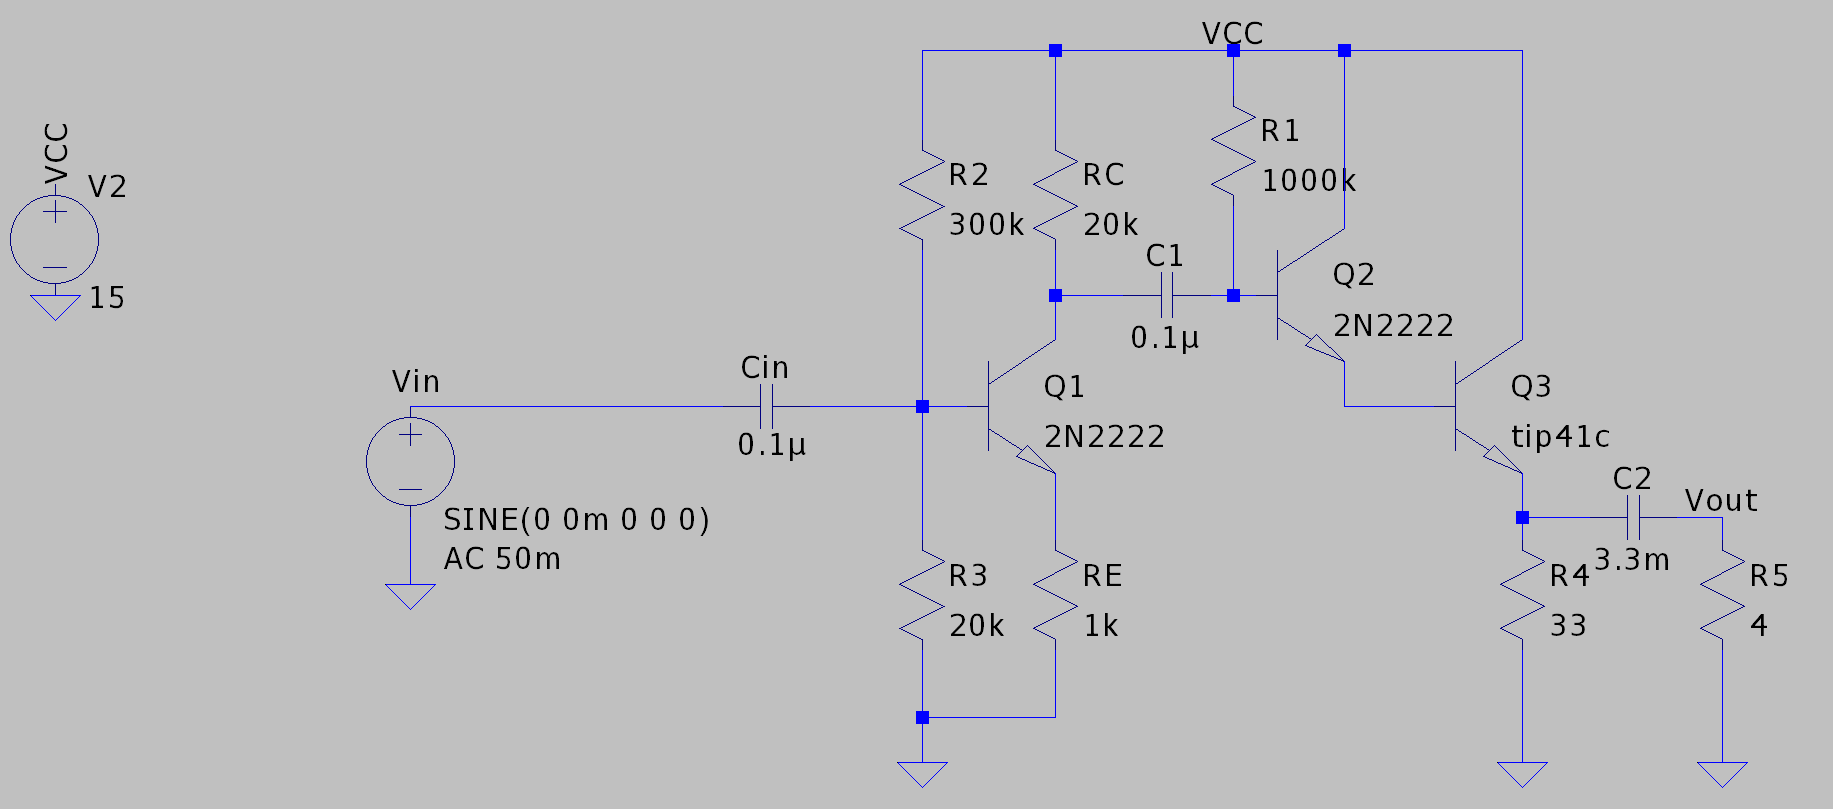 VCC
VCC
V2
15
R2
300k
RC
20k
R1
1000k
C1
0.1µ
Q2
2N2222
Vin
Cin
0.1µ
Q1
2N2222
Q3
tip41c
SINE(0 0m 0 0 0)
AC 50m
C2
3.3m
Vout
R3
20k
RE
1k
R4
33
R5
4